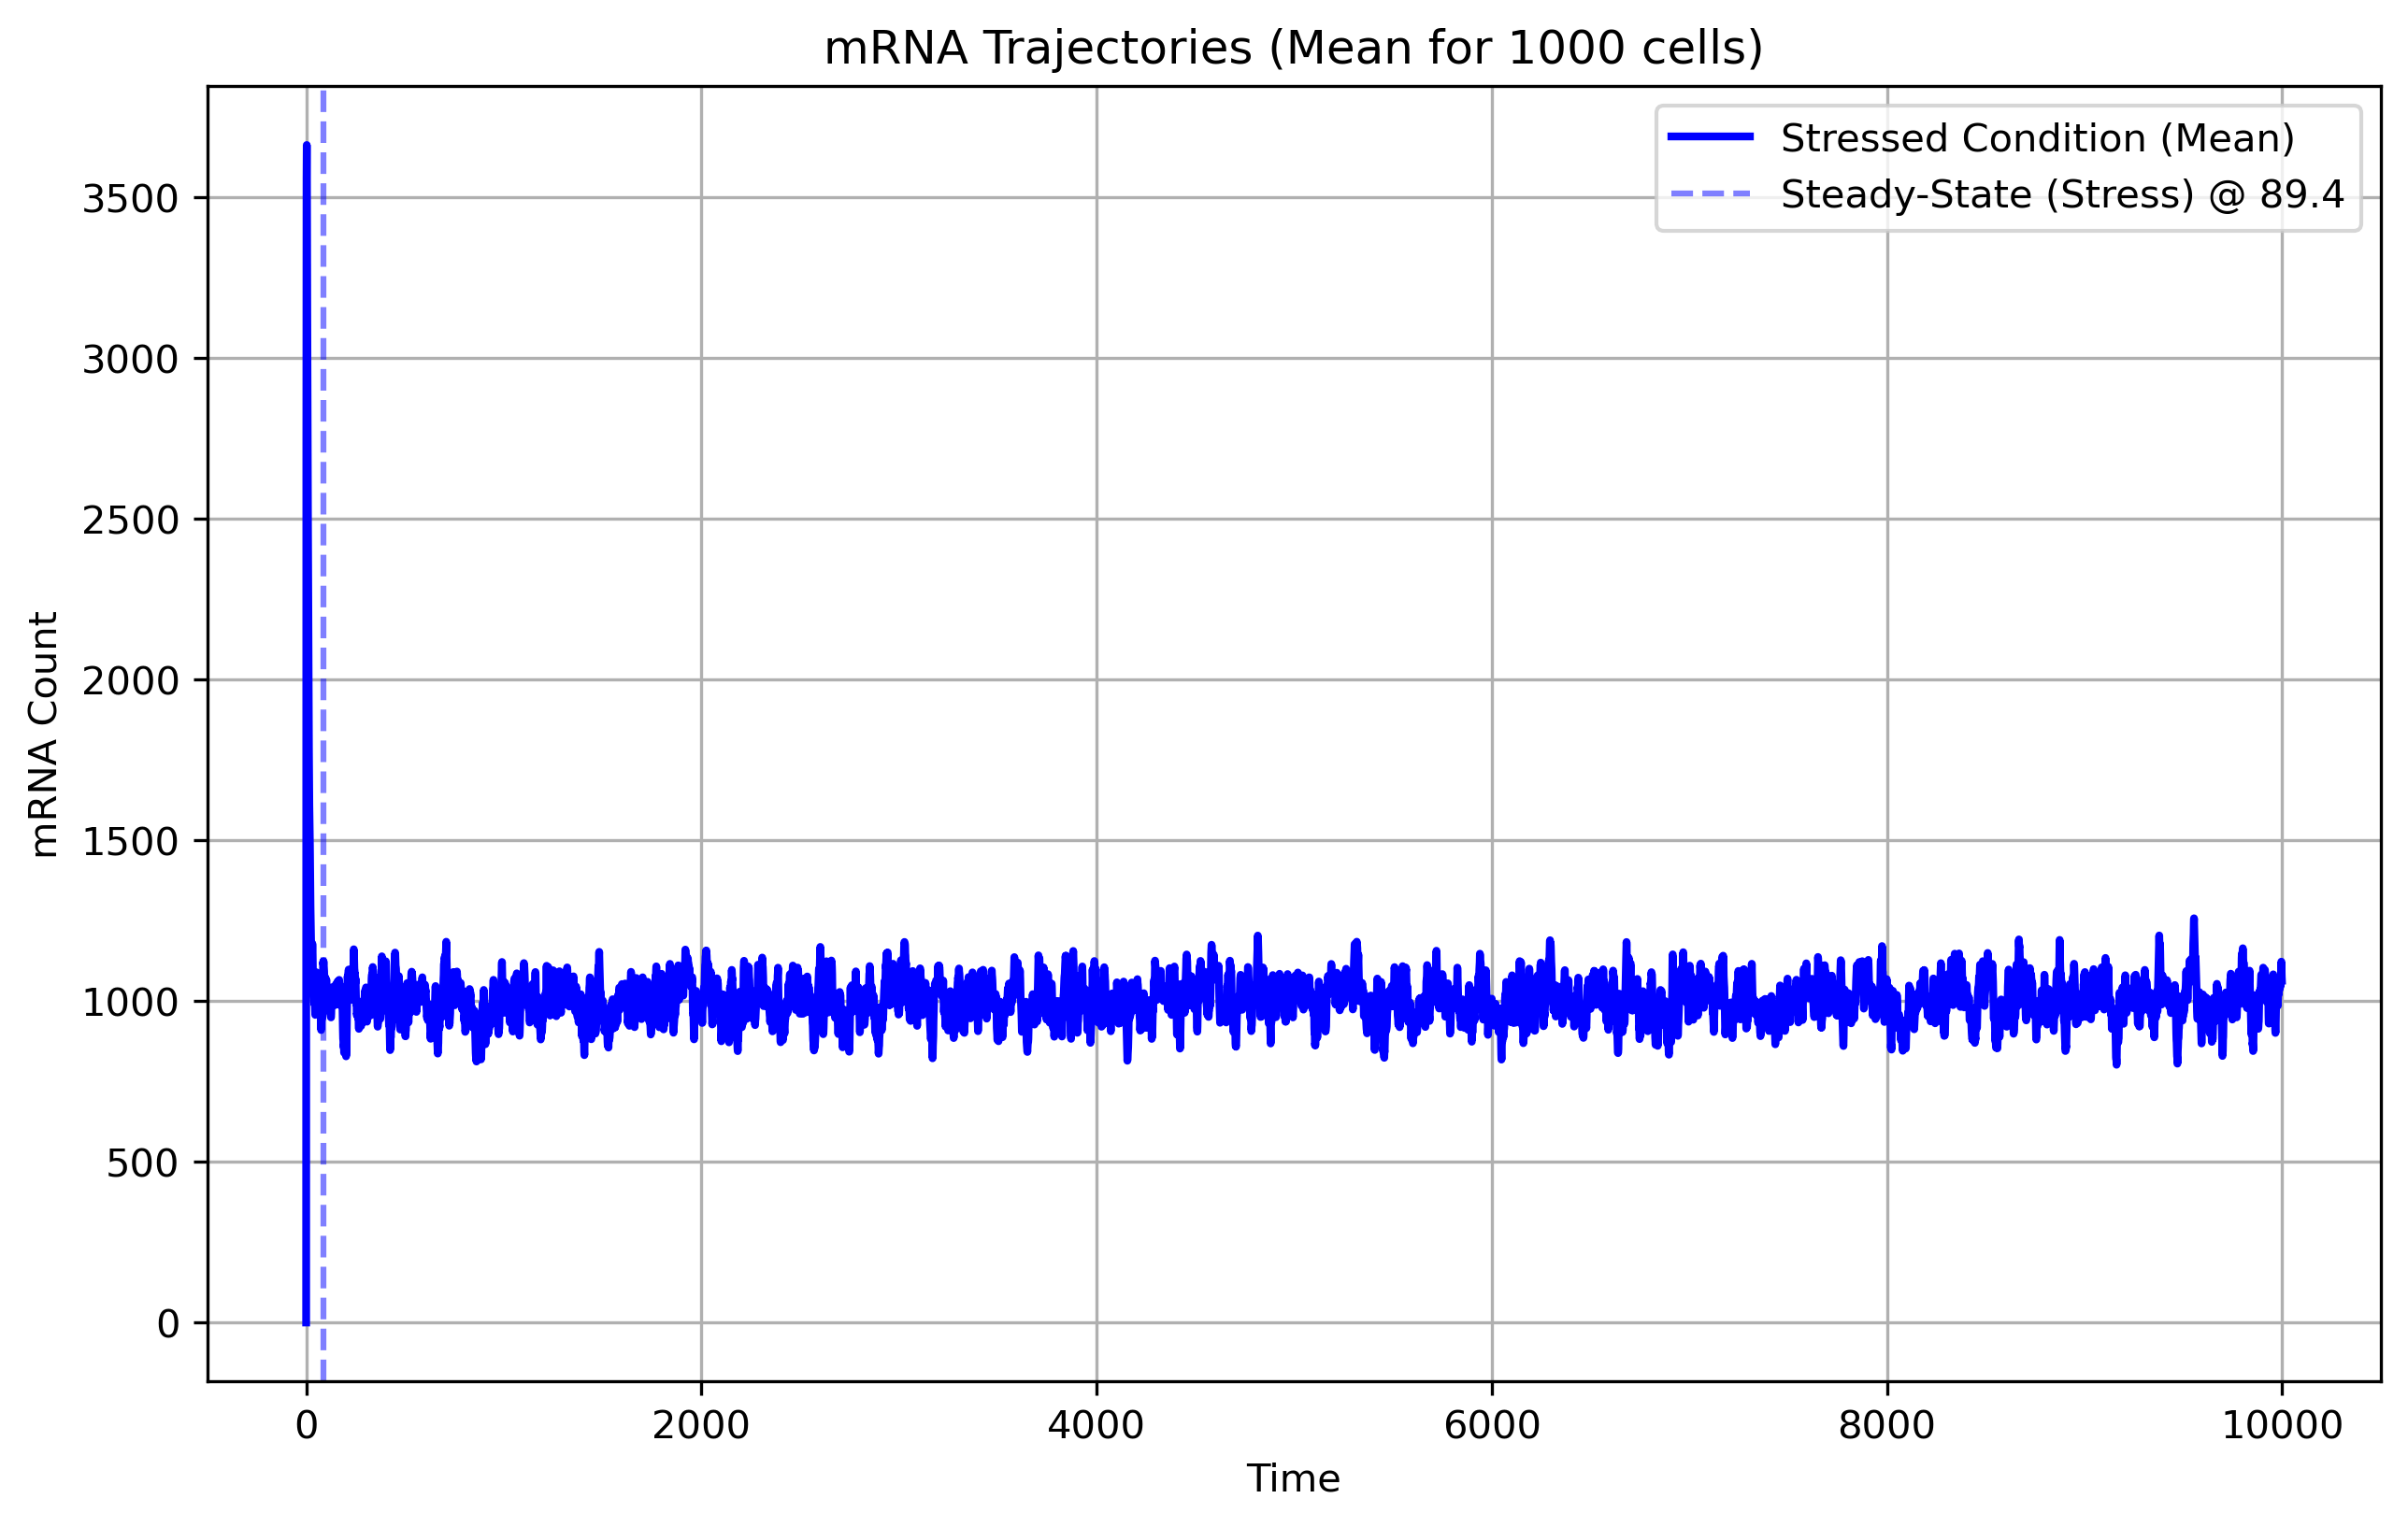 mRNA Trajectories (Mean for 1000 cells)
Stressed Condition (Mean)
Steady-State (Stress) @ 89.4
mRNA Count
3500
3000
2500
2000
1500
1000
500
0
0 2000 4000 6000 8000 10000
Time